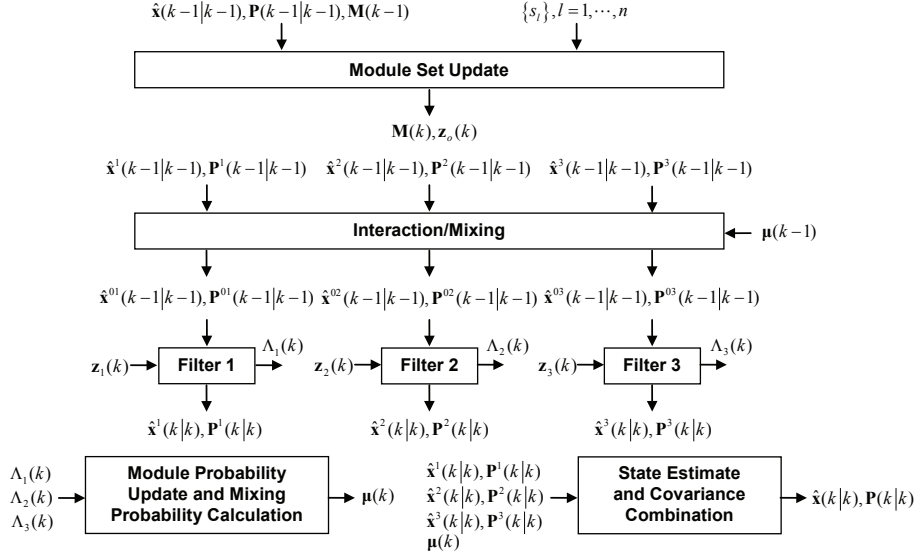 x̂(k−1|k−1), P(k−1|k−1), M(k−1)
{s_l}, l = 1, ⋯, n
Module Set Update
M(k), z_o(k)
x̂¹(k−1|k−1), P¹(k−1|k−1)
x̂²(k−1|k−1), P²(k−1|k−1)
x̂³(k−1|k−1), P³(k−1|k−1)
Interaction/Mixing
μ(k−1)
x̂⁰¹(k−1|k−1), P⁰¹(k−1|k−1)
x̂⁰²(k−1|k−1), P⁰²(k−1|k−1)
x̂⁰³(k−1|k−1), P⁰³(k−1|k−1)
z₁(k)
Filter 1
Λ₁(k)
z₂(k)
Filter 2
Λ₂(k)
z₃(k)
Filter 3
Λ₃(k)
x̂¹(k|k), P¹(k|k)
x̂²(k|k), P²(k|k)
x̂³(k|k), P³(k|k)
Λ₁(k)
Λ₂(k)
Λ₃(k)
Module Probability
Update and Mixing
Probability Calculation
μ(k)
x̂¹(k|k), P¹(k|k)
x̂²(k|k), P²(k|k)
x̂³(k|k), P³(k|k)
μ(k)
State Estimate
and Covariance
Combination
x̂(k|k), P(k|k)